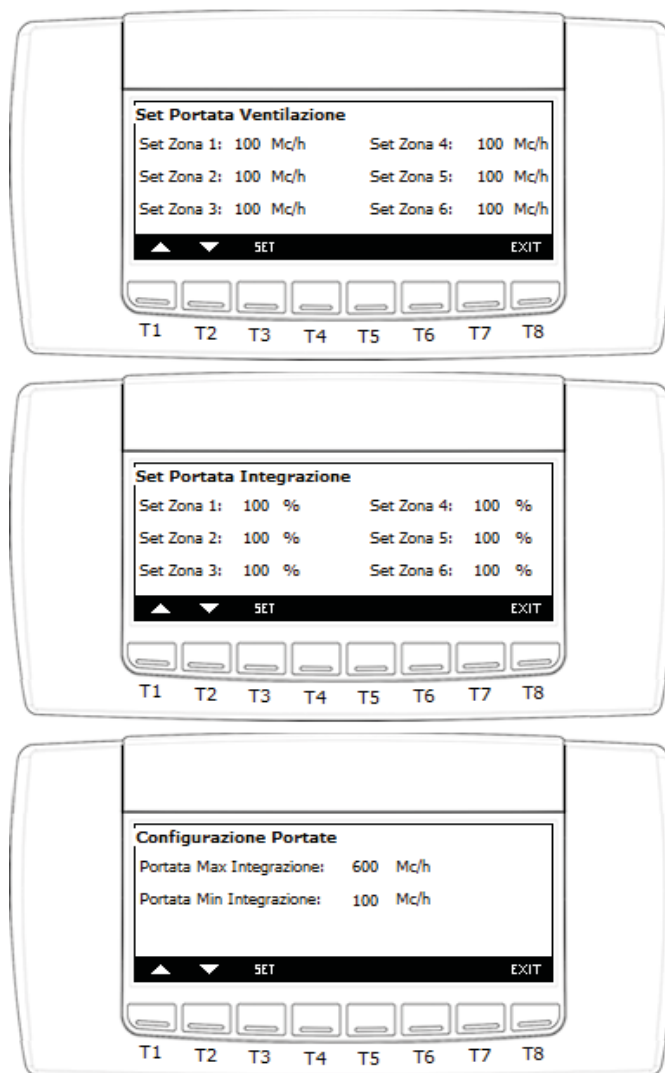 Set Portata Ventilazione
Set Zona 1: 100 Mc/h Set Zona 4: 100 Mc/h
Set Zona 2: 100 Mc/h Set Zona 5: 100 Mc/h
Set Zona 3: 100 Mc/h Set Zona 6: 100 Mc/h
SET EXIT
T1 T2 T3 T4 T5 T6 T7 T8
Set Portata Integrazione
Set Zona 1: 100 % Set Zona 4: 100 %
Set Zona 2: 100 % Set Zona 5: 100 %
Set Zona 3: 100 % Set Zona 6: 100 %
SET EXIT
T1 T2 T3 T4 T5 T6 T7 T8
Configurazione Portate
Portata Max Integrazione: 600 Mc/h
Portata Min Integrazione: 100 Mc/h
SET EXIT
T1 T2 T3 T4 T5 T6 T7 T8